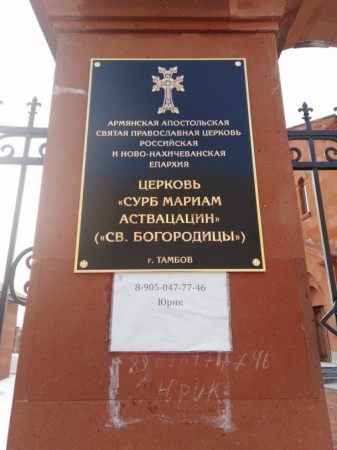 АРМЯНСКАЯ АПОСТОЛЬСКАЯ
СВЯТАЯ ПРАВОСЛАВНАЯ ЦЕРКОВЬ
РОССИЙСКАЯ
И НОВО-НАХИЧЕВАНСКАЯ
ЕПАРХИЯ
ЦЕРКОВЬ
«СУРБ МАРИАМ
АСТВАЦАЦИН»
(«СВ. БОГОРОДИЦЫ»)
г. ТАМБОВ
8-905-047-77-46
Юрик
ЮРИК